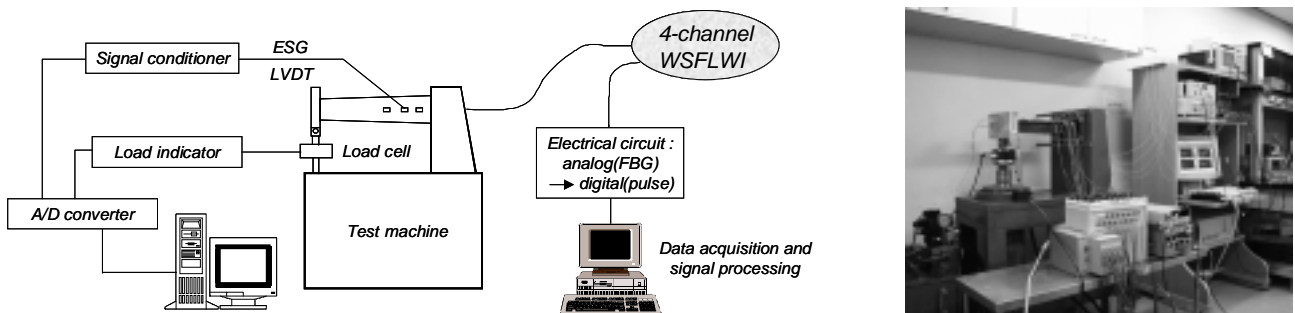 Signal conditioner
ESG
LVDT
4-channel
WSFLWI
Load indicator
Load cell
Electrical circuit :
analog(FBG)
→ digital(pulse)
A/D converter
Test machine
Data acquisition and
signal processing